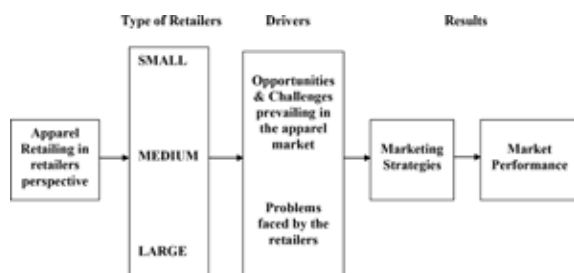 Type of Retailers
Drivers
Results
Apparel
Retailing in
retailers
perspective
SMALL
MEDIUM
LARGE
Opportunities
& Challenges
prevailing in
the apparel
market
Problems
faced by the
retailers
Marketing
Strategies
Market
Performance